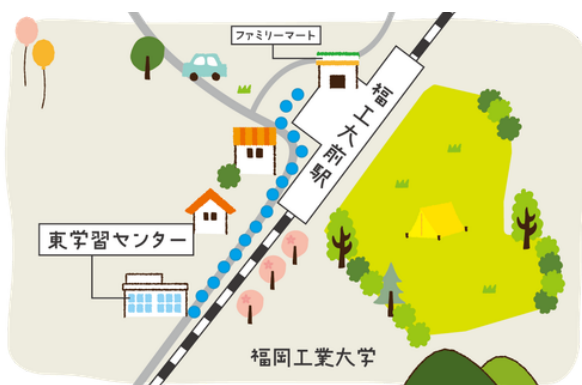 ファミリーマート
福工大前駅
東学習センター
福岡工業大学